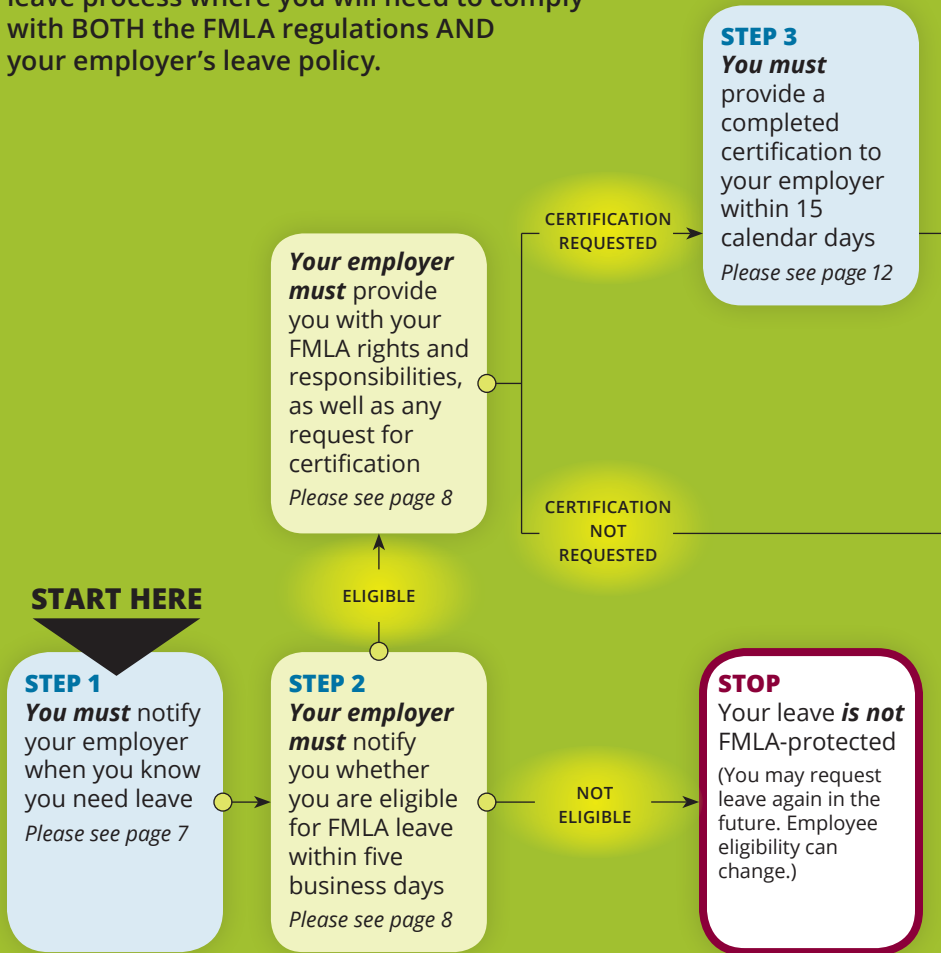 leave process where you will need to comply
with BOTH the FMLA regulations AND
your employer's leave policy.
START HERE
STEP 1
You must notify
your employer
when you know
you need leave
Please see page 7
STEP 2
Your employer
must notify
you whether
you are eligible
for FMLA leave
within five
business days
Please see page 8
ELIGIBLE
Your employer
must provide
you with your
FMLA rights and
responsibilities,
as well as any
request for
certification
Please see page 8
CERTIFICATION
REQUESTED
STEP 3
You must
provide a
completed
certification to
your employer
within 15
calendar days
Please see page 12
CERTIFICATION
NOT
REQUESTED
NOT
ELIGIBLE
STOP
Your leave is not
FMLA-protected
(You may request
leave again in the
future. Employee
eligibility can
change.)